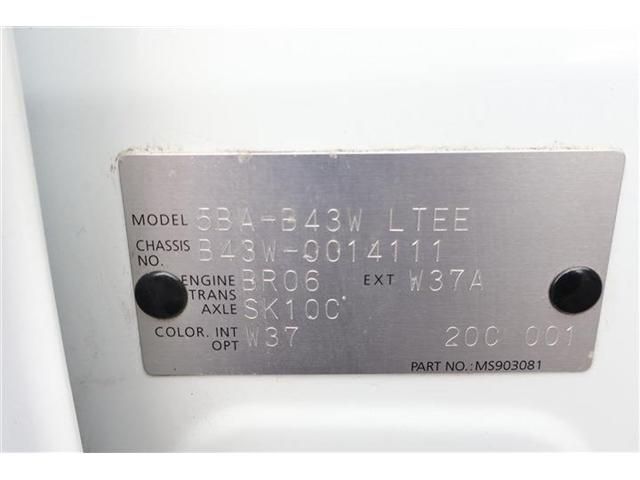 MODEL 5BA-B43W LTEE
CHASSIS NO. B43W-0014111
ENGINE BR06 EXT W37A
TRANS AXLE SK10C
COLOR. INT OPT W37 20C 001
PART NO.:MS903081